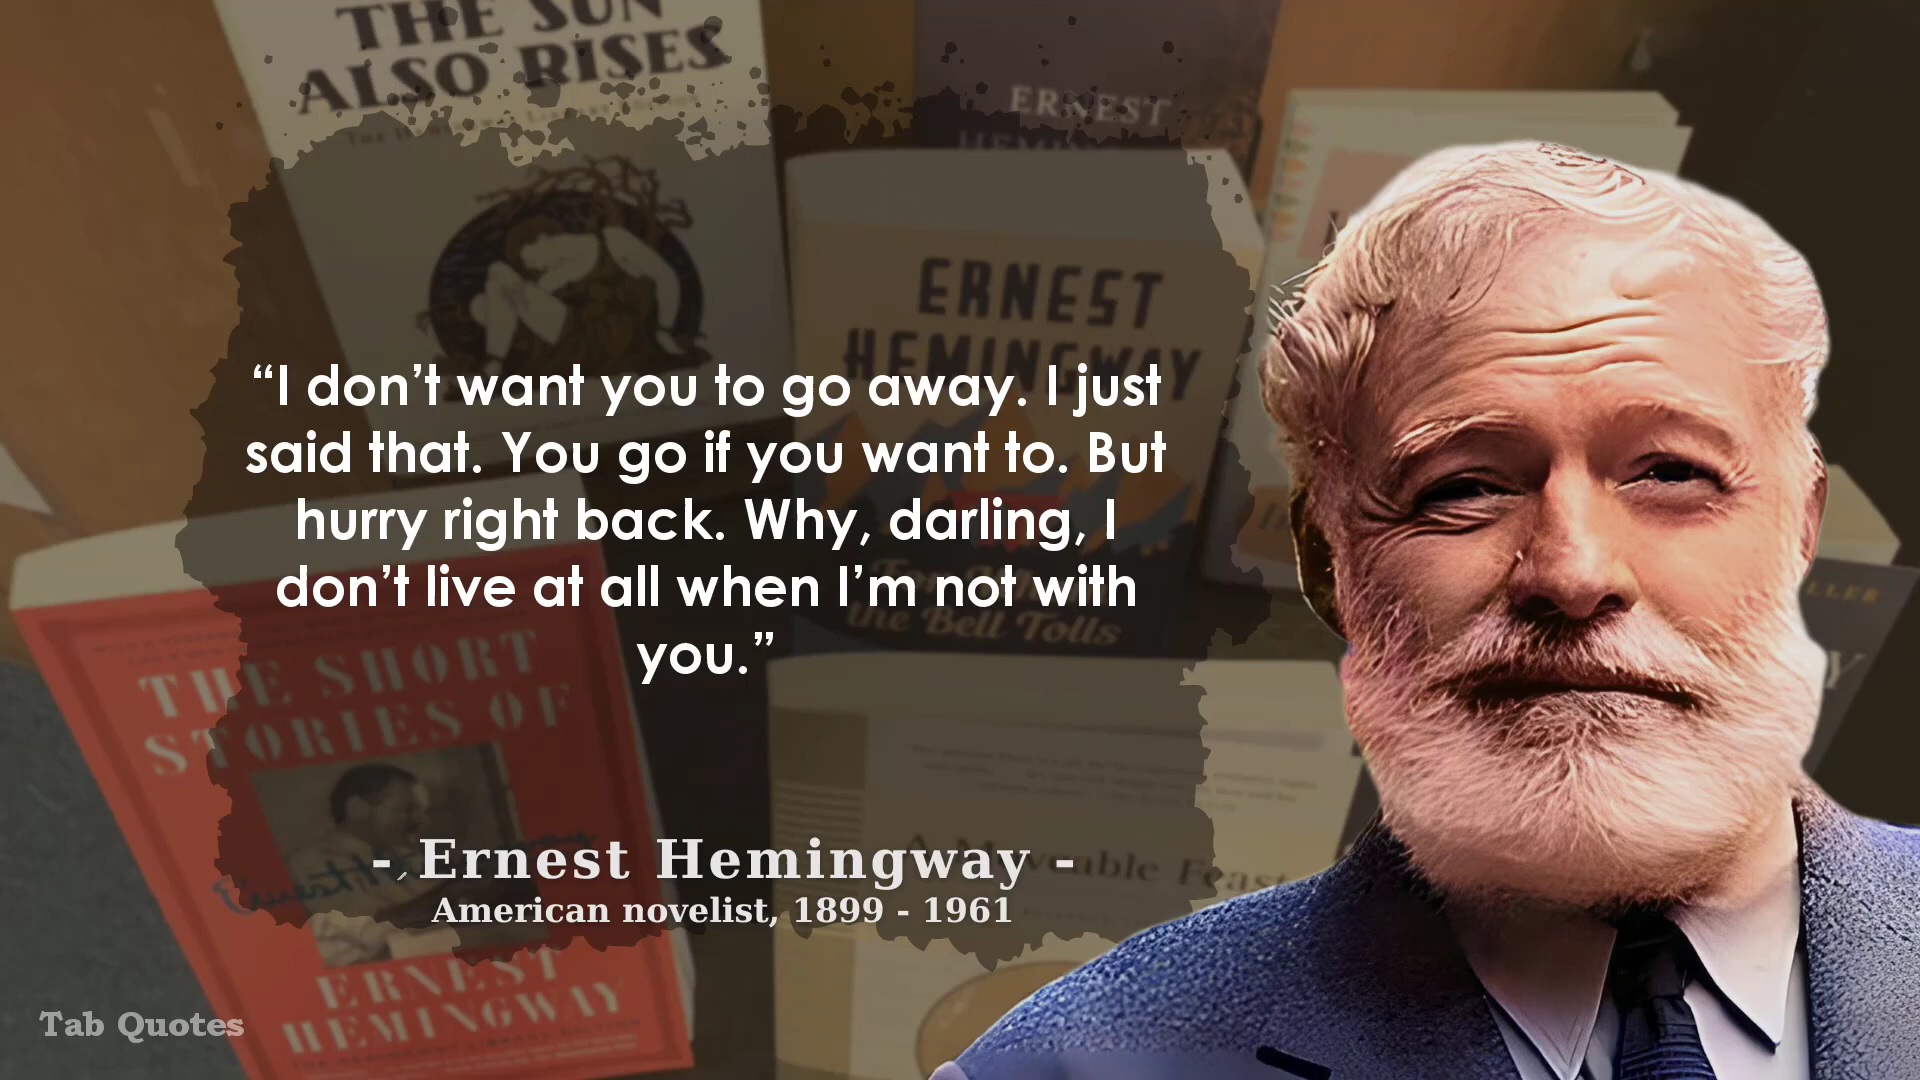 THE SUN
ALSO RISES
ERNEST
ERNEST
HEMINGWAY
“I don’t want you to go away. I just
said that. You go if you want to. But
hurry right back. Why, darling, I
don’t live at all when I’m not with
you.”
the Bell Tolls
THE SHORT
STORIES OF
A Moveable Feast
- Ernest Hemingway -
American novelist, 1899 - 1961
ERNEST
HEMINGWAY
Tab Quotes